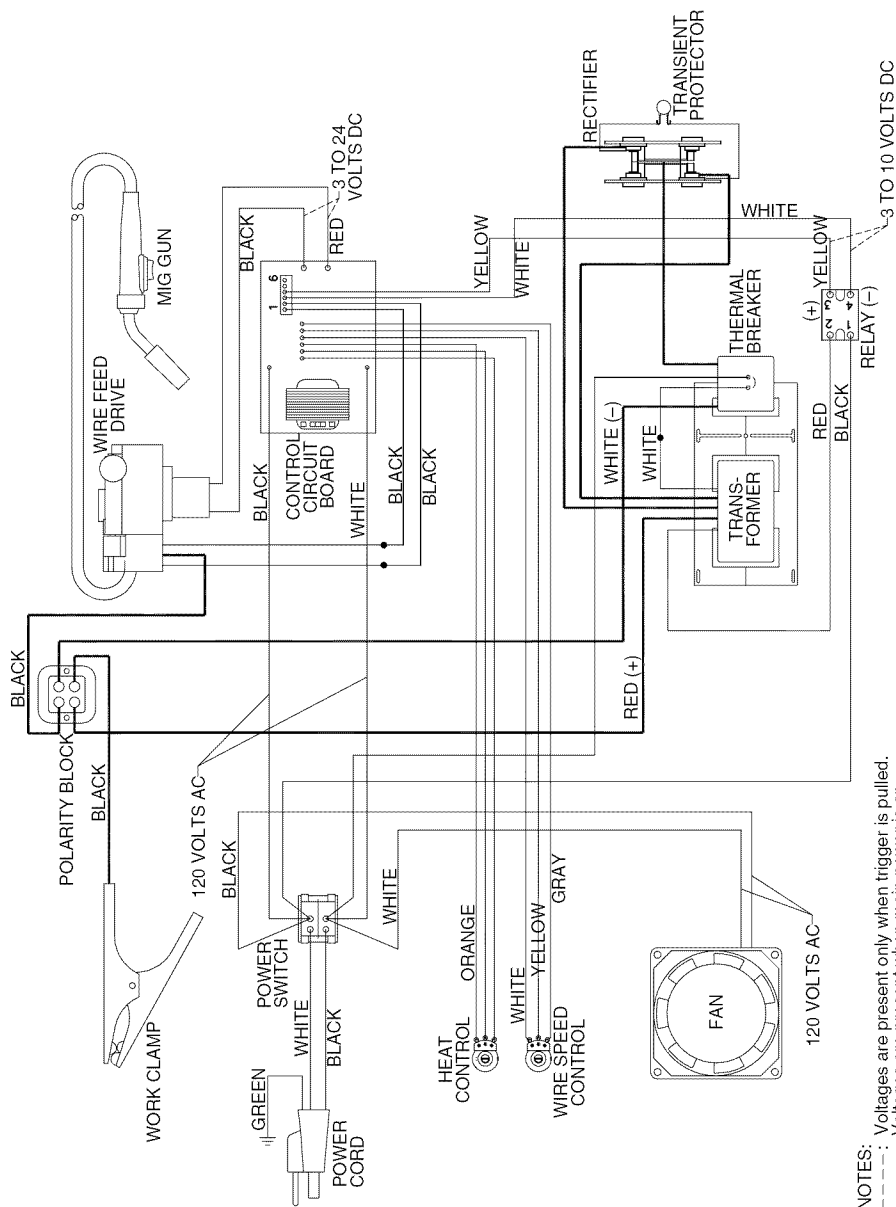 MIG GUN
WIRE FEED
DRIVE
BLACK
RED
3 TO 24
VOLTS DC
BLACK
CONTROL
CIRCUIT
BOARD
WHITE
BLACK
BLACK
1
6
YELLOW
WHITE
RECTIFIER
TRANSIENT
PROTECTOR
WHITE
YELLOW
3 TO 10 VOLTS DC
(+)
2
3
1
4
RELAY (-)
THERMAL
BREAKER
RED
BLACK
WHITE (-)
WHITE
TRANS-
FORMER
RED (+)
BLACK
POLARITY BLOCK
BLACK
WORK CLAMP
120 VOLTS AC
BLACK
POWER
SWITCH
WHITE
WHITE
BLACK
GREEN
POWER
CORD
ORANGE
HEAT
CONTROL
WHITE
YELLOW
GRAY
WIRE SPEED
CONTROL
FAN
120 VOLTS AC
NOTES:
----: Voltages are present only when trigger is pulled.